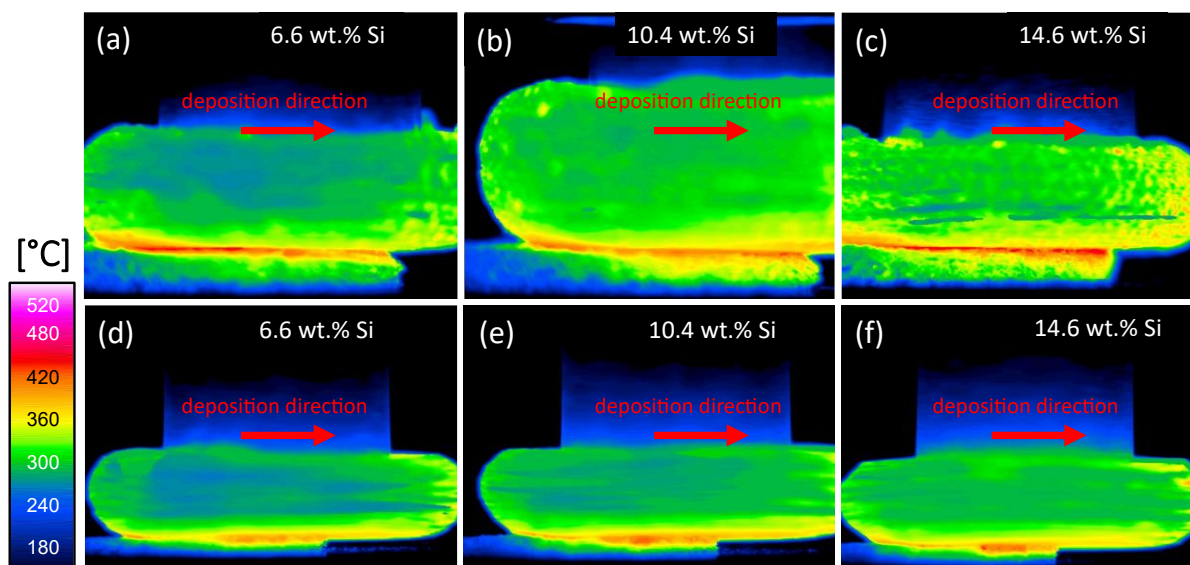 (a) 6.6 wt.% Si
deposition direction
(b) 10.4 wt.% Si
deposition direction
(c) 14.6 wt.% Si
deposition direction
[°C]
520
480
420
360
300
240
180
(d) 6.6 wt.% Si
deposition direction
(e) 10.4 wt.% Si
deposition direction
(f) 14.6 wt.% Si
deposition direction